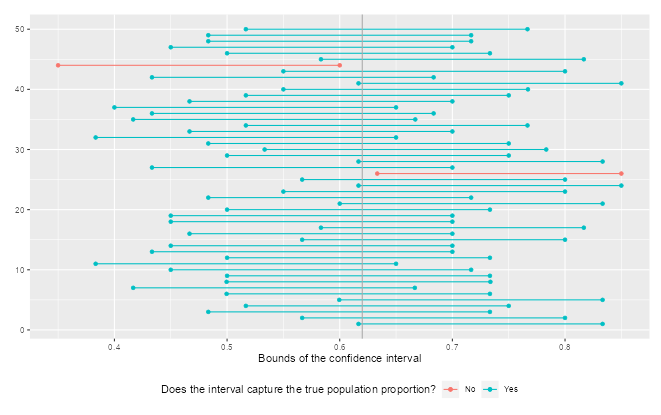 50
40
30
20
10
0
0.4 0.5 0.6 0.7 0.8
Bounds of the confidence interval
Does the interval capture the true population proportion? No Yes